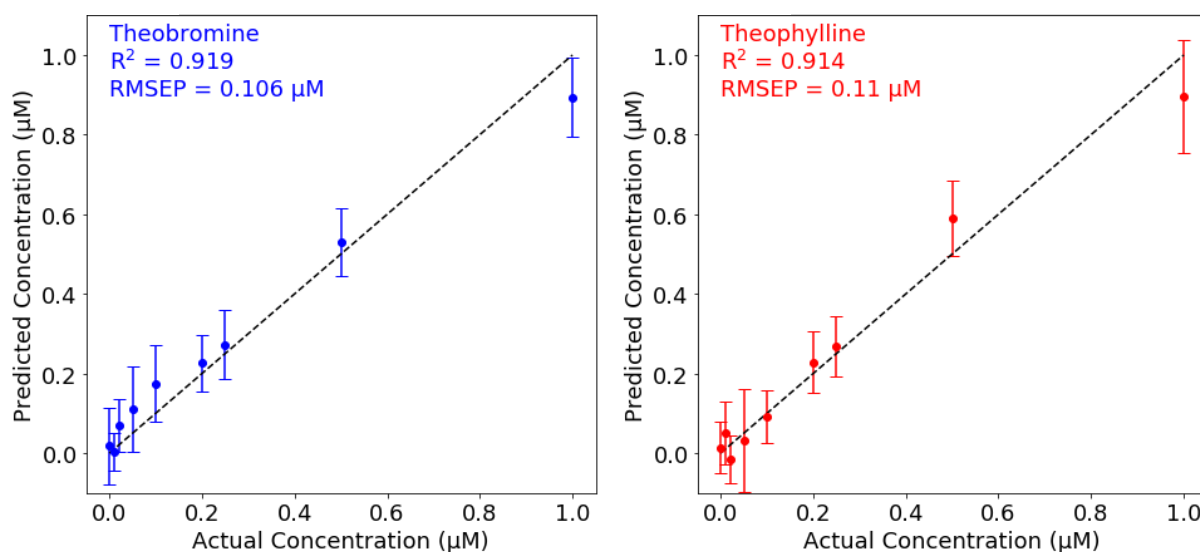 Theobromine
R² = 0.919
RMSEP = 0.106 µM
Predicted Concentration (µM)
1.0
0.8
0.6
0.4
0.2
0.0
0.0 0.2 0.4 0.6 0.8 1.0
Actual Concentration (µM)
Theophylline
R² = 0.914
RMSEP = 0.11 µM
Predicted Concentration (µM)
1.0
0.8
0.6
0.4
0.2
0.0
0.0 0.2 0.4 0.6 0.8 1.0
Actual Concentration (µM)